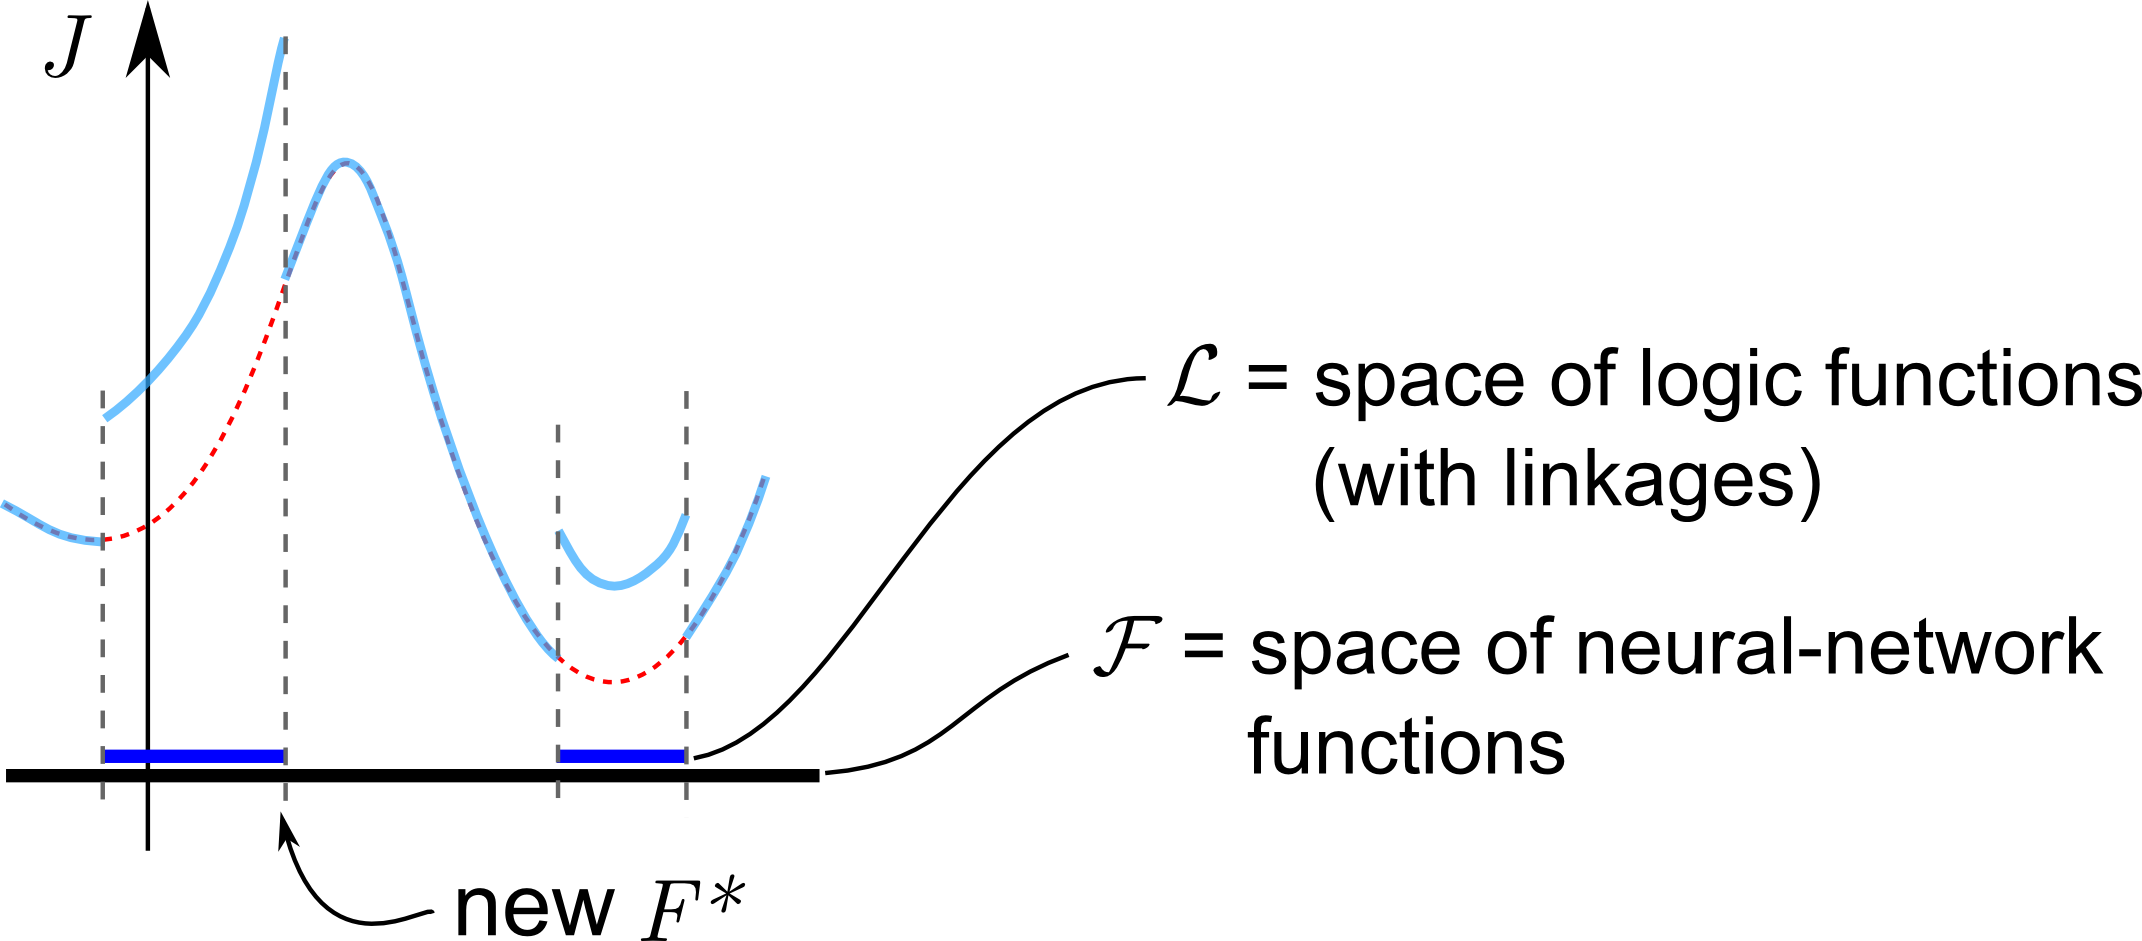 J
ℒ = space of logic functions
(with linkages)
ℱ = space of neural-network
functions
new F*